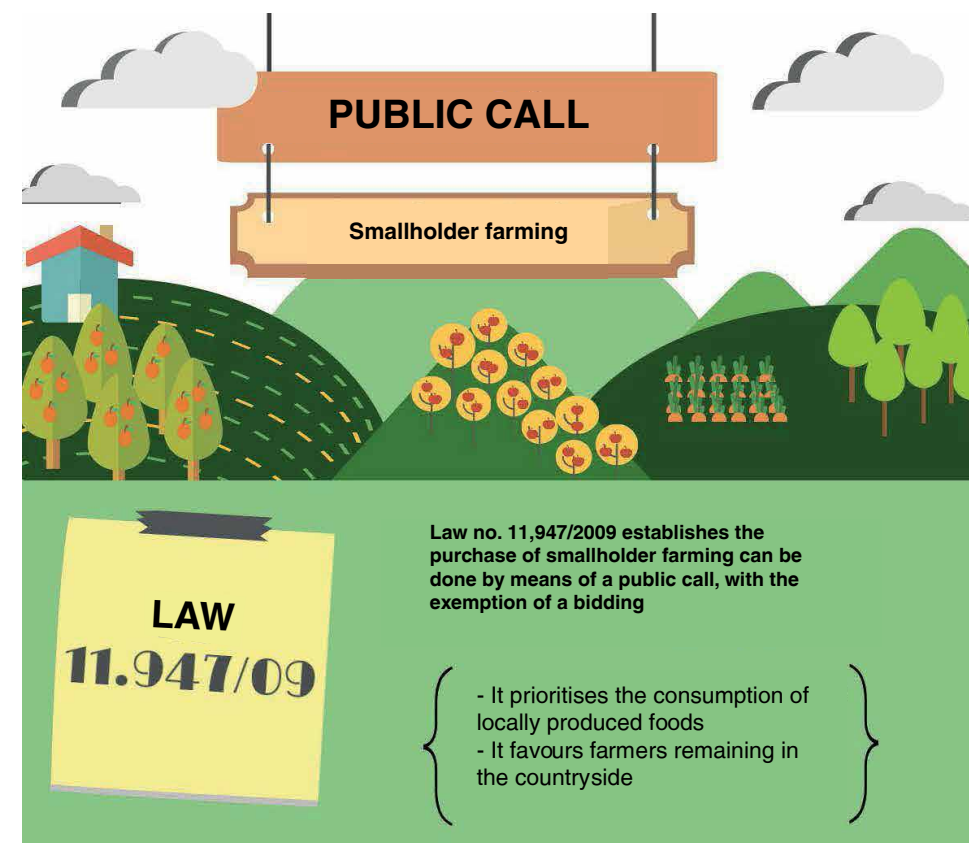 PUBLIC CALL
Smallholder farming
LAW
11.947/09
Law no. 11,947/2009 establishes the
purchase of smallholder farming can be
done by means of a public call, with the
exemption of a bidding
- It prioritises the consumption of
locally produced foods
- It favours farmers remaining in
the countryside